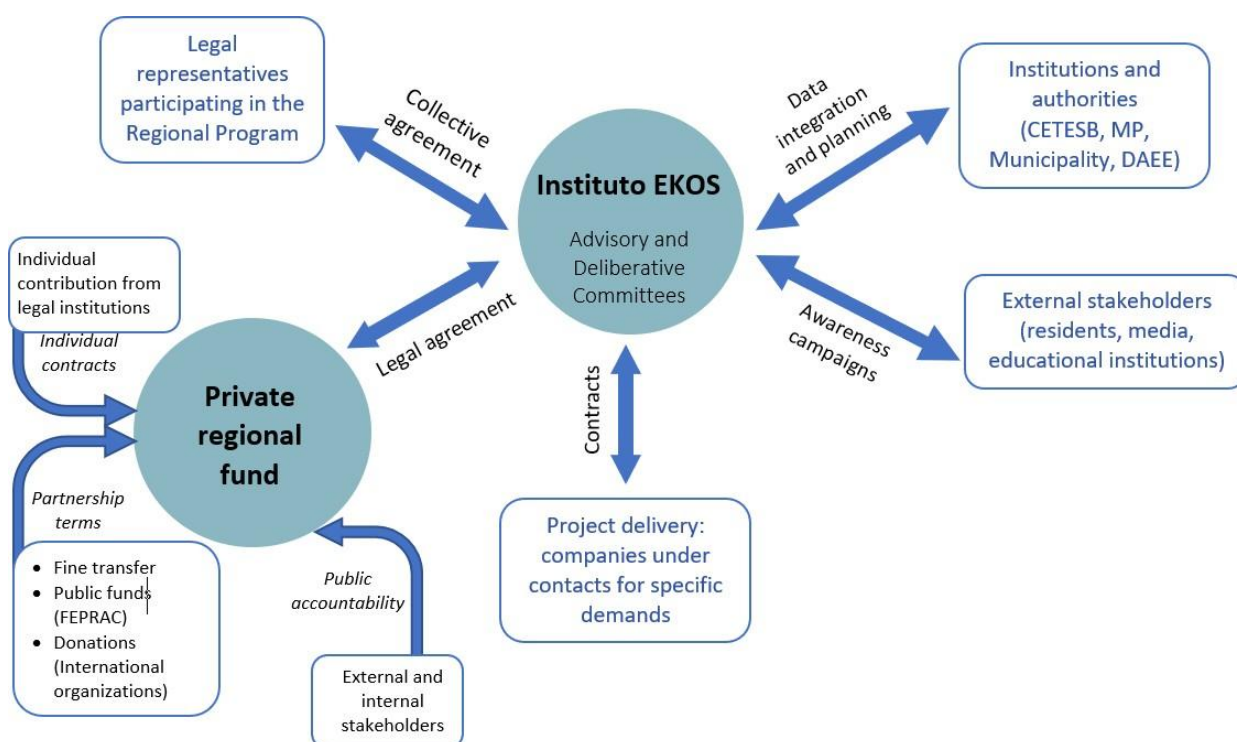 Legal
representatives
participating in the
Regional Program
Collective
agreement
Instituto EKOS
Advisory and
Deliberative
Committees
Data
integration
and planning
Institutions and
authorities
(CETESB, MP,
Municipality, DAEE)
Individual
contribution from
legal institutions
Individual
contracts
Legal agreement
Awareness
campaigns
External stakeholders
(residents, media,
educational institutions)
Private
regional
fund
Contracts
Partnership
terms
• Fine transfer
• Public funds
(FEPRAC)
• Donations
(International
organizations)
Public
accountability
External and
internal
stakeholders
Project delivery:
companies under
contacts for specific
demands